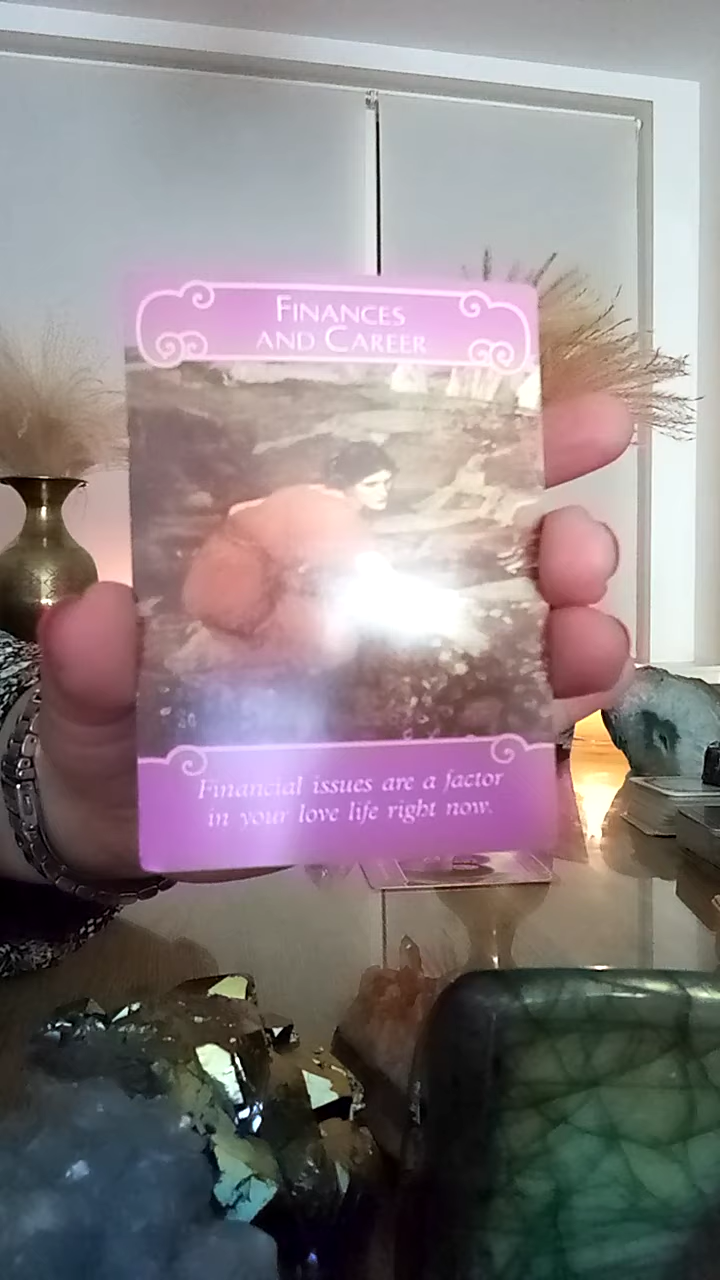 FINANCES
AND CAREER
Financial issues are a factor
in your love life right now.